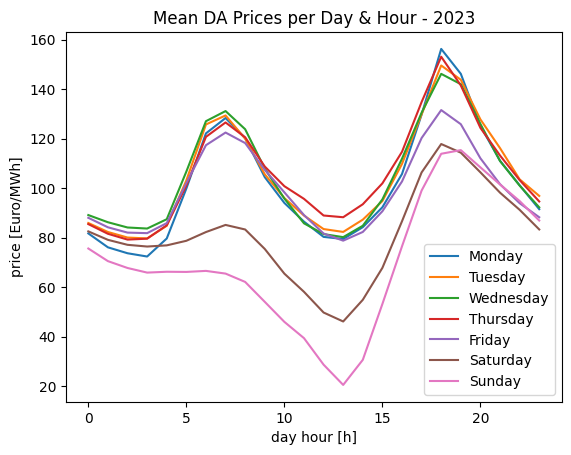 Mean DA Prices per Day & Hour - 2023
price [Euro/MWh]
160
140
120
100
80
60
40
20
0
5
10
15
20
day hour [h]
Monday
Tuesday
Wednesday
Thursday
Friday
Saturday
Sunday